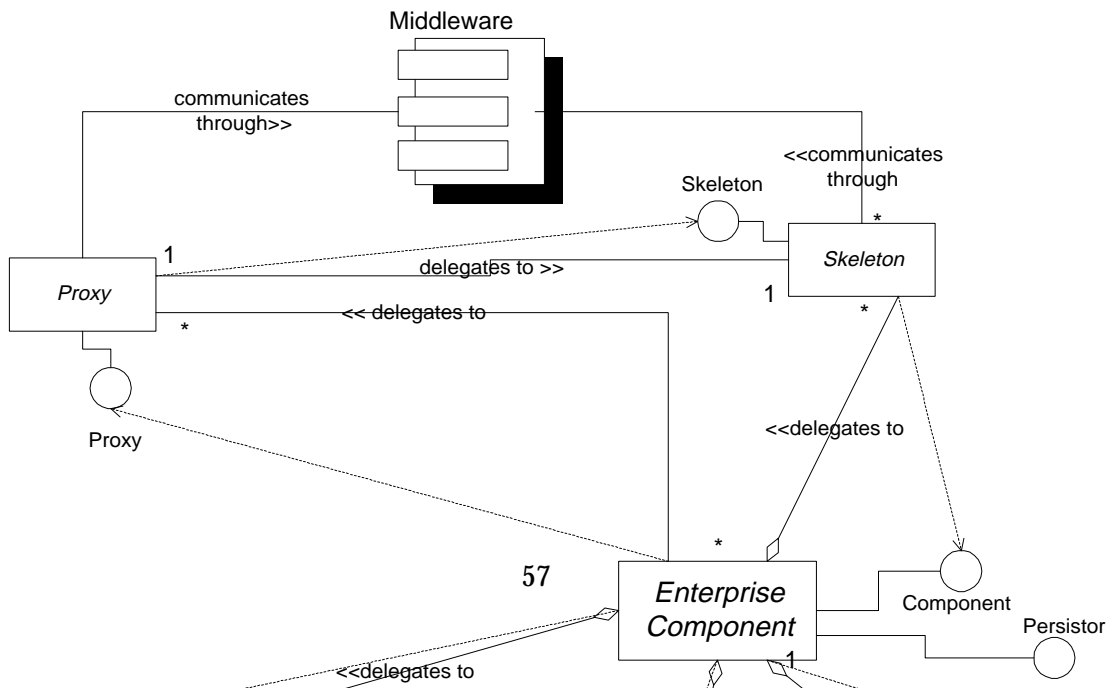 Middleware
communicates
through>>
<<communicates
through
Skeleton
*
Skeleton
1
delegates to >>
1
*
Proxy
<< delegates to
*
Proxy
<<delegates to
*
57
Enterprise
Component
Component
Persistor
1
<<delegates to